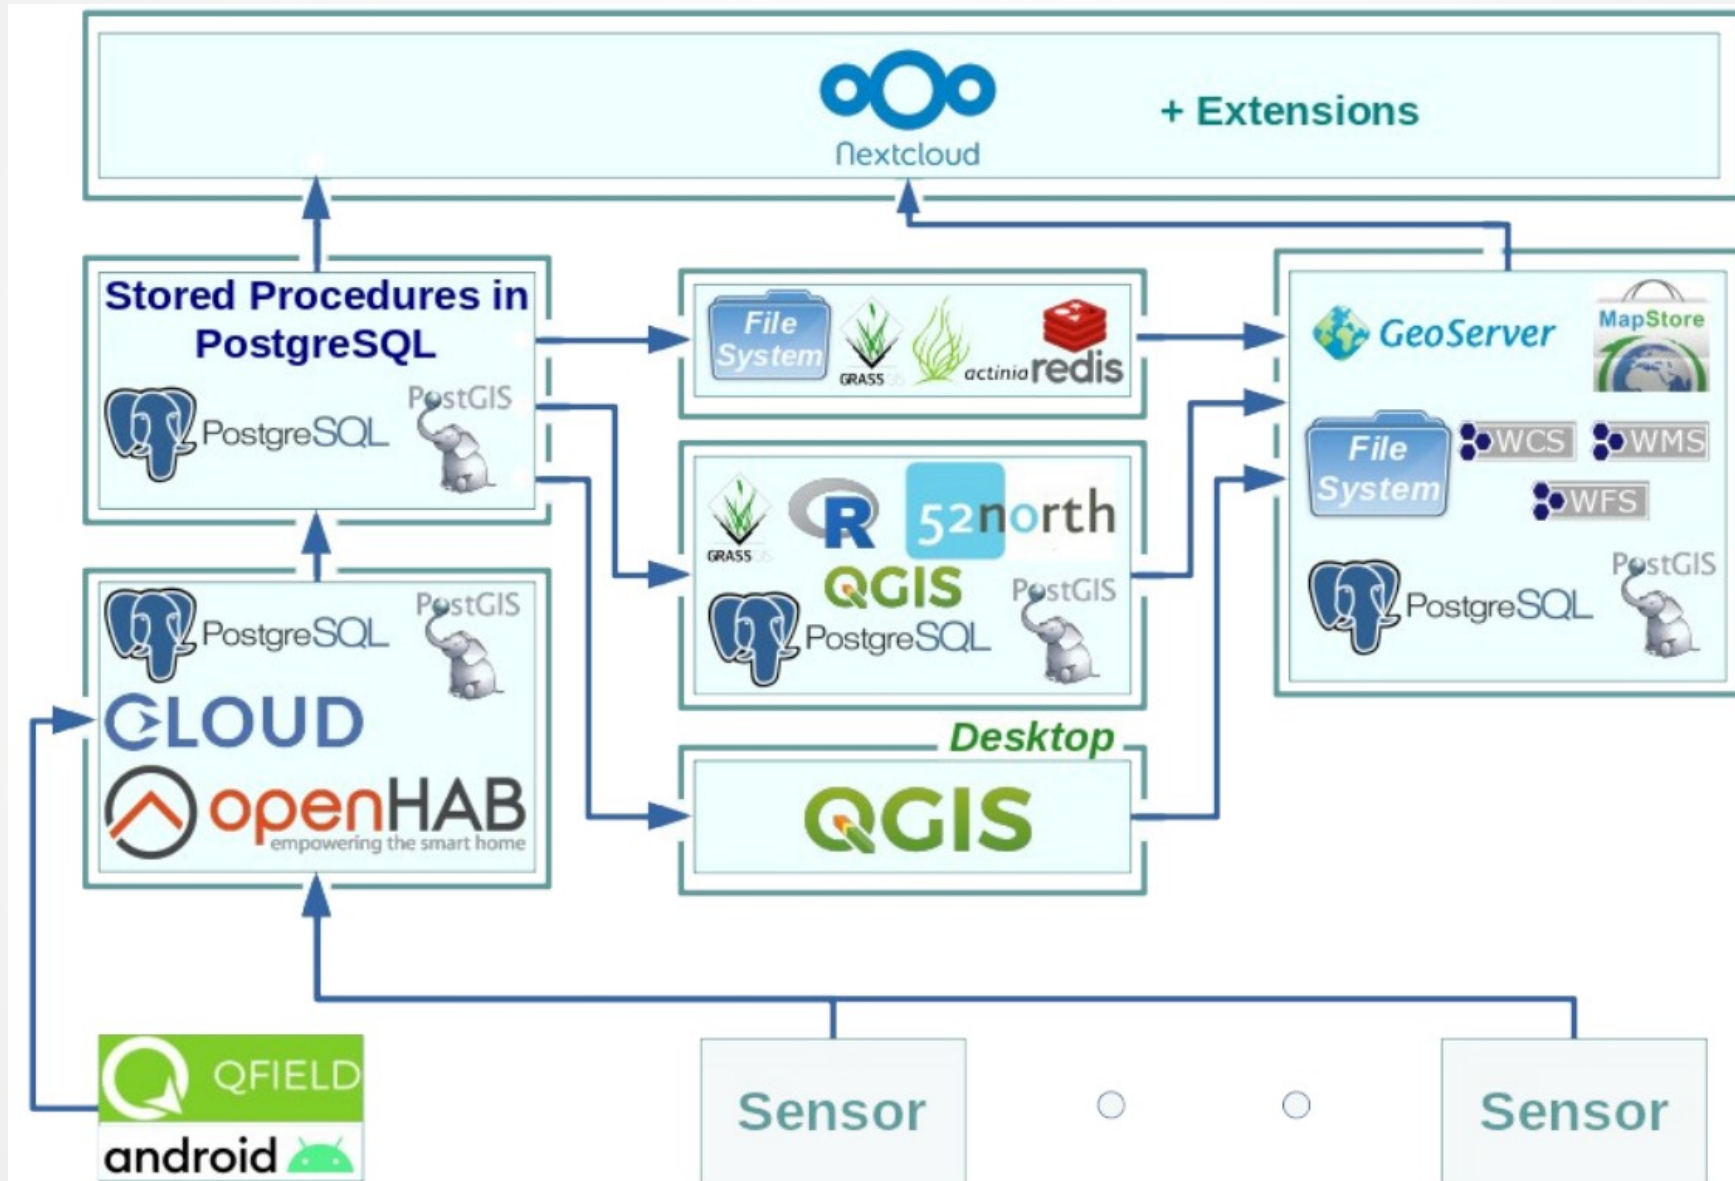 Nextcloud
+ Extensions
Stored Procedures in
PostgreSQL
PostgreSQL
PostGIS
File
System
GRASS GIS
actinia
redis
GeoServer
MapStore
File
System
WCS
WMS
WFS
PostgreSQL
PostGIS
GRASS GIS
R
52north
QGIS
PostgreSQL
PostGIS
PostgreSQL
PostGIS
CLOUD
openHAB
empowering the smart home
Desktop
QGIS
QFIELD
android
Sensor
Sensor